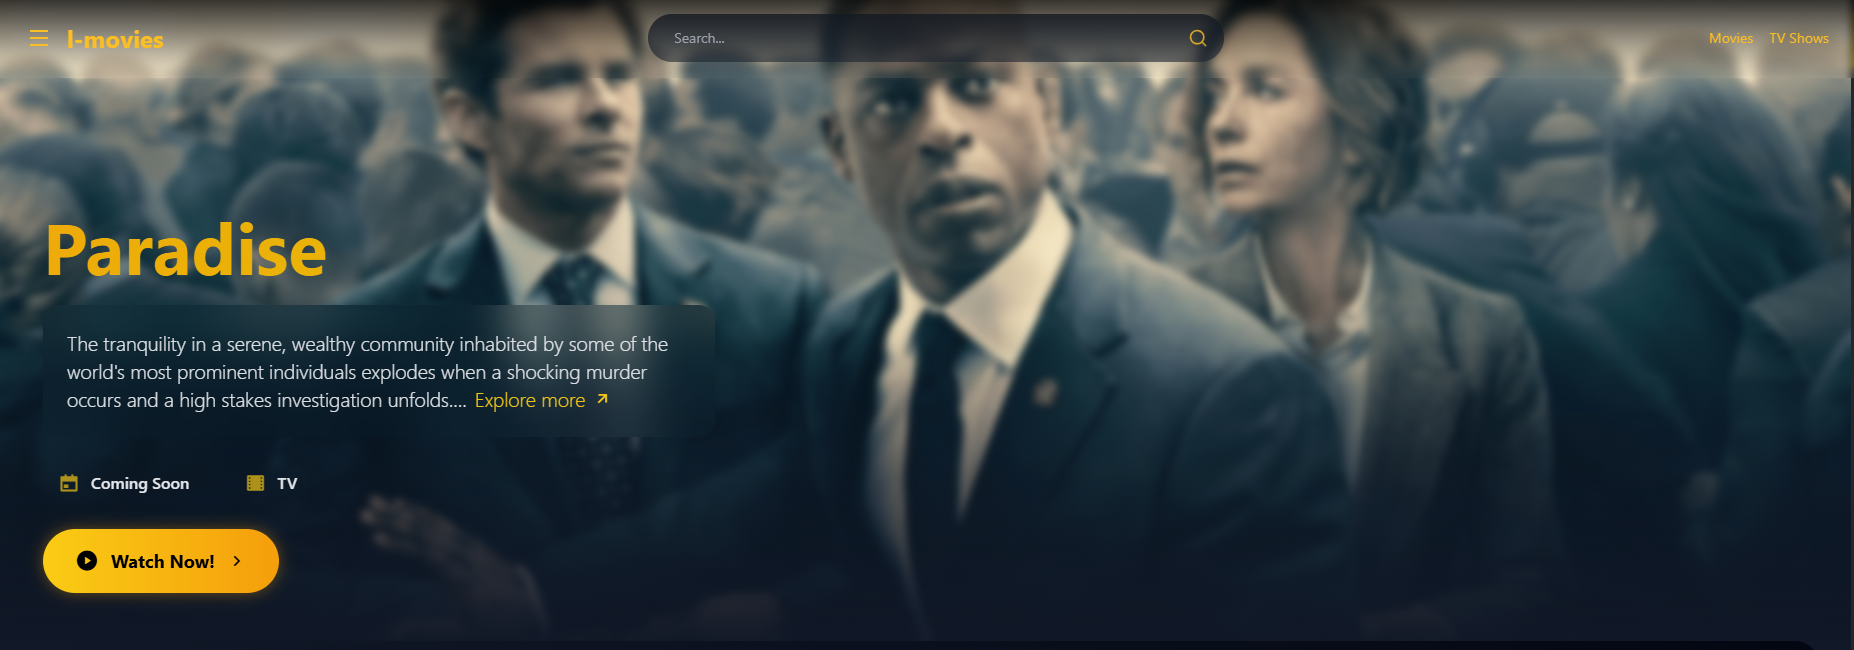 I-movies
Search...
Movies
TV Shows
Paradise
The tranquility in a serene, wealthy community inhabited by some of the
world's most prominent individuals explodes when a shocking murder
occurs and a high stakes investigation unfolds.... Explore more
Coming Soon
TV
Watch Now!